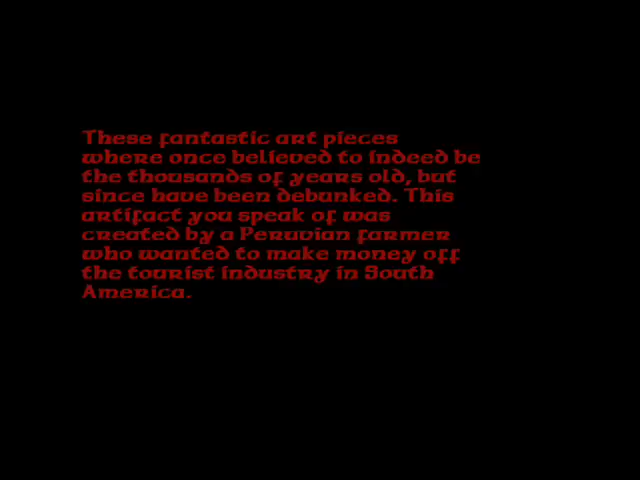 These fantastic art pieces
where once believed to indeed be
the thousands of years old, but
since have been debunked. This
artifact you speak of was
created by a Peruvian farmer
who wanted to make money off
the tourist industry in South
America.